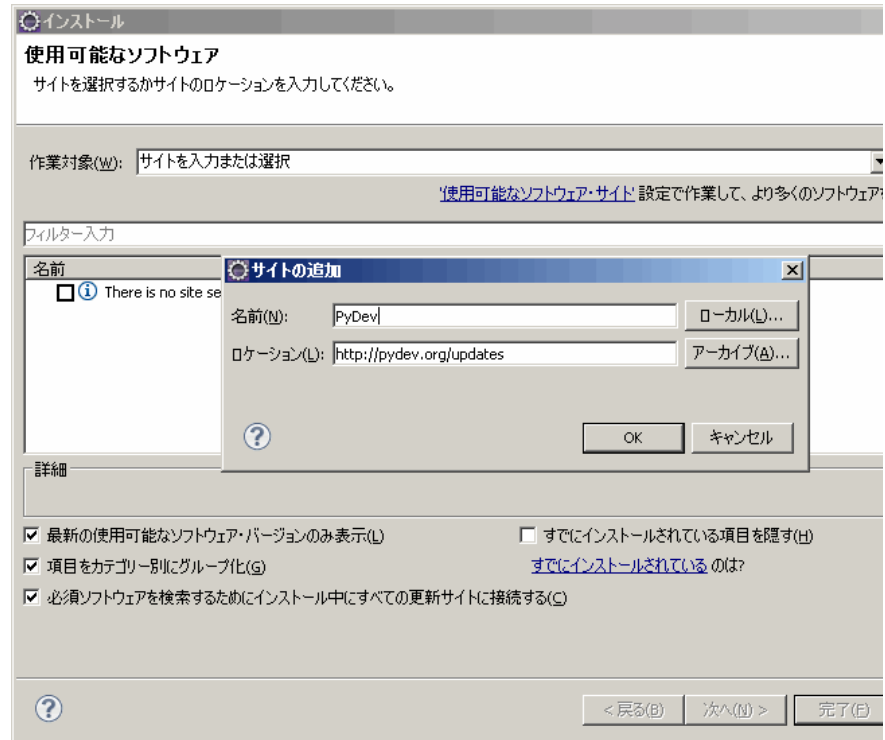 インストール
使用可能なソフトウェア
サイトを選択するかサイトのロケーションを入力してください。
作業対象(W): サイトを入力または選択
'使用可能なソフトウェア・サイト' 設定で作業して、より多くのソフトウェアを
フィルター入力
名前
There is no site se
サイトの追加
名前(N): PyDev ローカル(L)...
ロケーション(L): http://pydev.org/updates アーカイブ(A)...
OK キャンセル
詳細
最新の使用可能なソフトウェア・バージョンのみ表示(L) すでにインストールされている項目を隠す(H)
項目をカテゴリー別にグループ化(G) すでにインストールされている のは?
必須ソフトウェアを検索するためにインストール中にすべての更新サイトに接続する(C)
< 戻る(B) 次へ(N) > 完了(F)